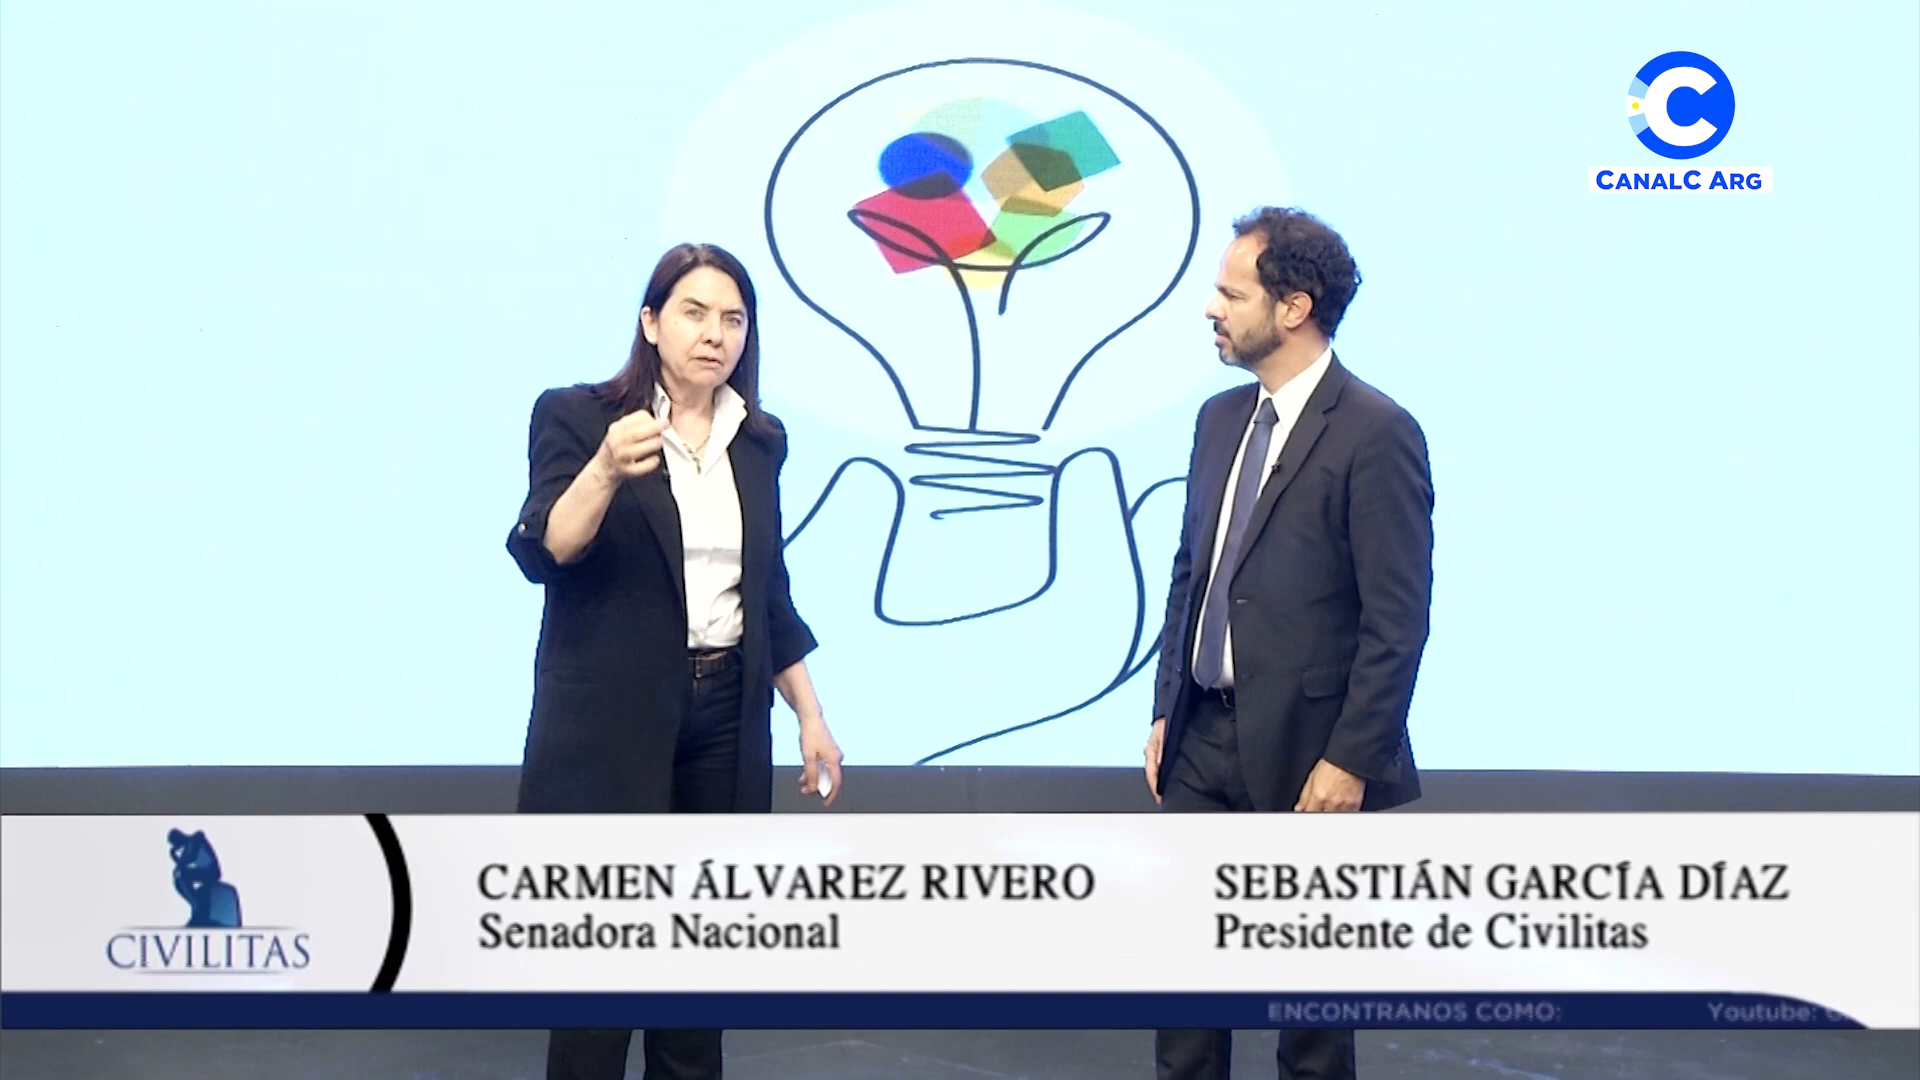 CANALC ARG
CARMEN ÁLVAREZ RIVERO
Senadora Nacional
SEBASTIÁN GARCÍA DÍAZ
Presidente de Civilitas
CIVILITAS
ENCONTRANOS COMO:
Youtube: